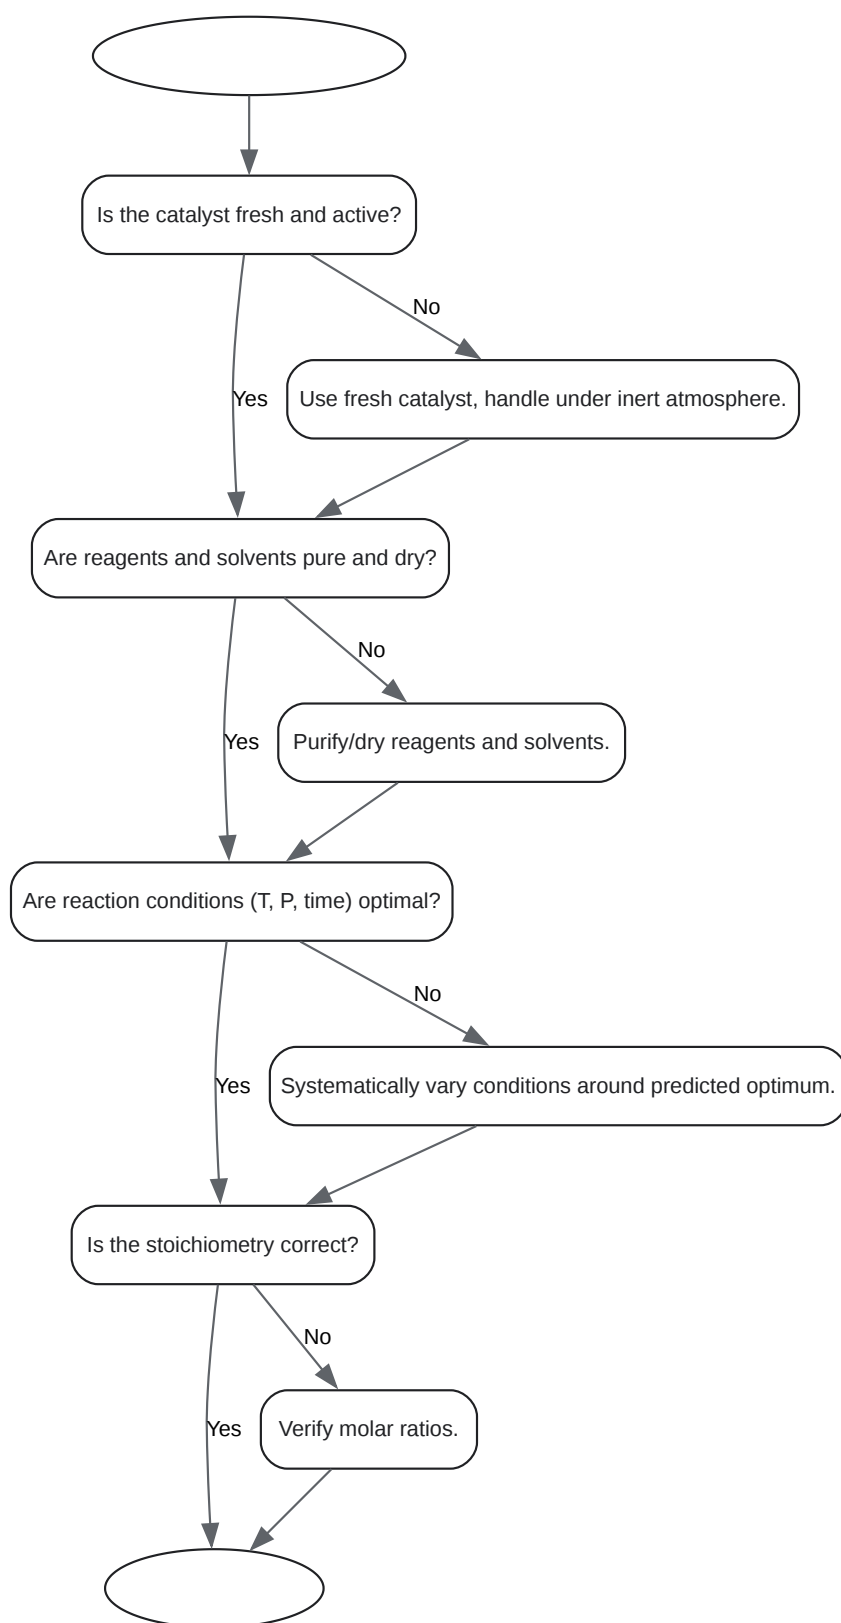 Is the catalyst fresh and active?
No
Yes
Use fresh catalyst, handle under inert atmosphere.
Are reagents and solvents pure and dry?
No
Yes
Purify/dry reagents and solvents.
Are reaction conditions (T, P, time) optimal?
No
Yes
Systematically vary conditions around predicted optimum.
Is the stoichiometry correct?
No
Yes
Verify molar ratios.